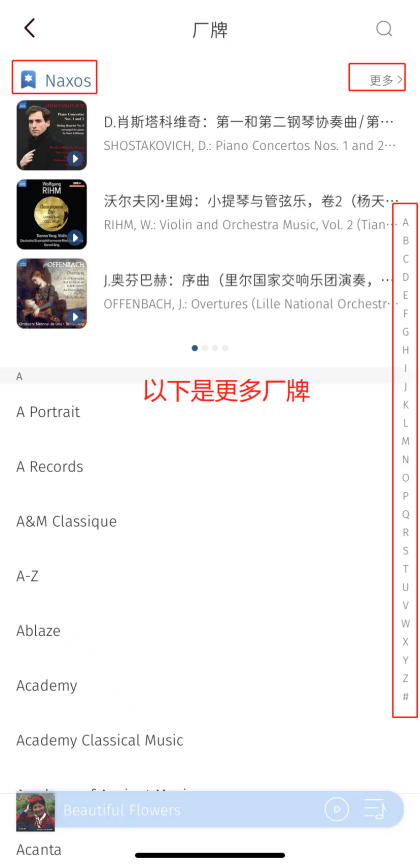 厂牌
Naxos
更多
D.肖斯塔科维奇：第一和第二钢琴协奏曲/第…
SHOSTAKOVICH, D.: Piano Concertos Nos. 1 and 2…
沃尔夫冈·里姆：小提琴与管弦乐，卷2（杨天…
RIHM, W.: Violin and Orchestra Music, Vol. 2 (Tian…
J.奥芬巴赫：序曲（里尔国家交响乐团演奏，…
OFFENBACH, J.: Overtures (Lille National Orchestr…
A
以下是更多厂牌
A Portrait
A Records
A&M Classique
A-Z
Ablaze
Academy
Academy Classical Music
Beautiful Flowers
Acanta
A
B
C
D
E
F
G
H
I
J
K
L
M
N
O
P
Q
R
S
T
U
V
W
X
Y
Z
#